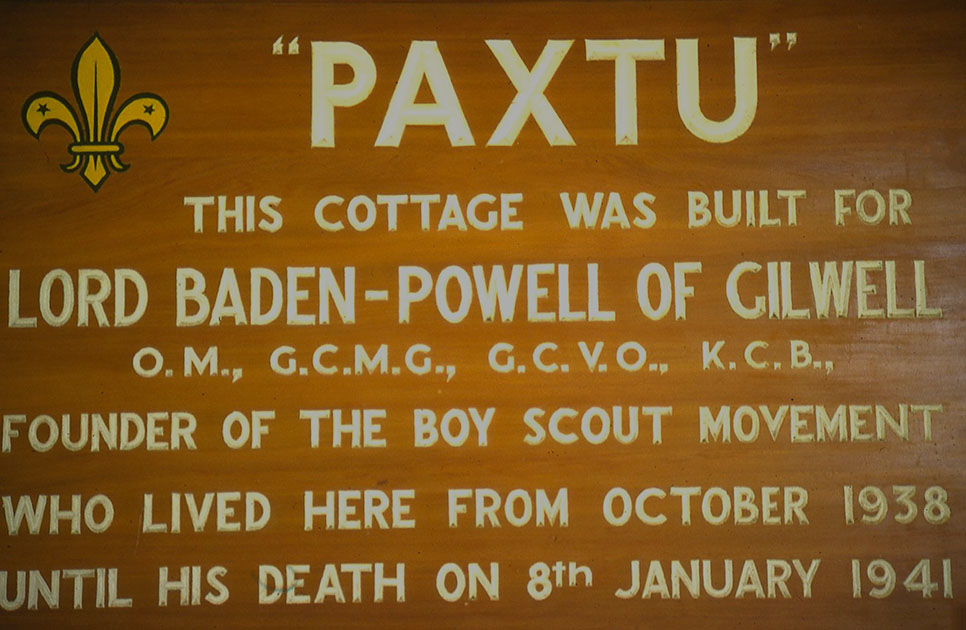 "PAXTU"
THIS COTTAGE WAS BUILT FOR
LORD BADEN-POWELL OF GILWELL
O.M., G.C.M.G., G.C.V.O., K.C.B.,
FOUNDER OF THE BOY SCOUT MOVEMENT
WHO LIVED HERE FROM OCTOBER 1938
UNTIL HIS DEATH ON 8th JANUARY 1941